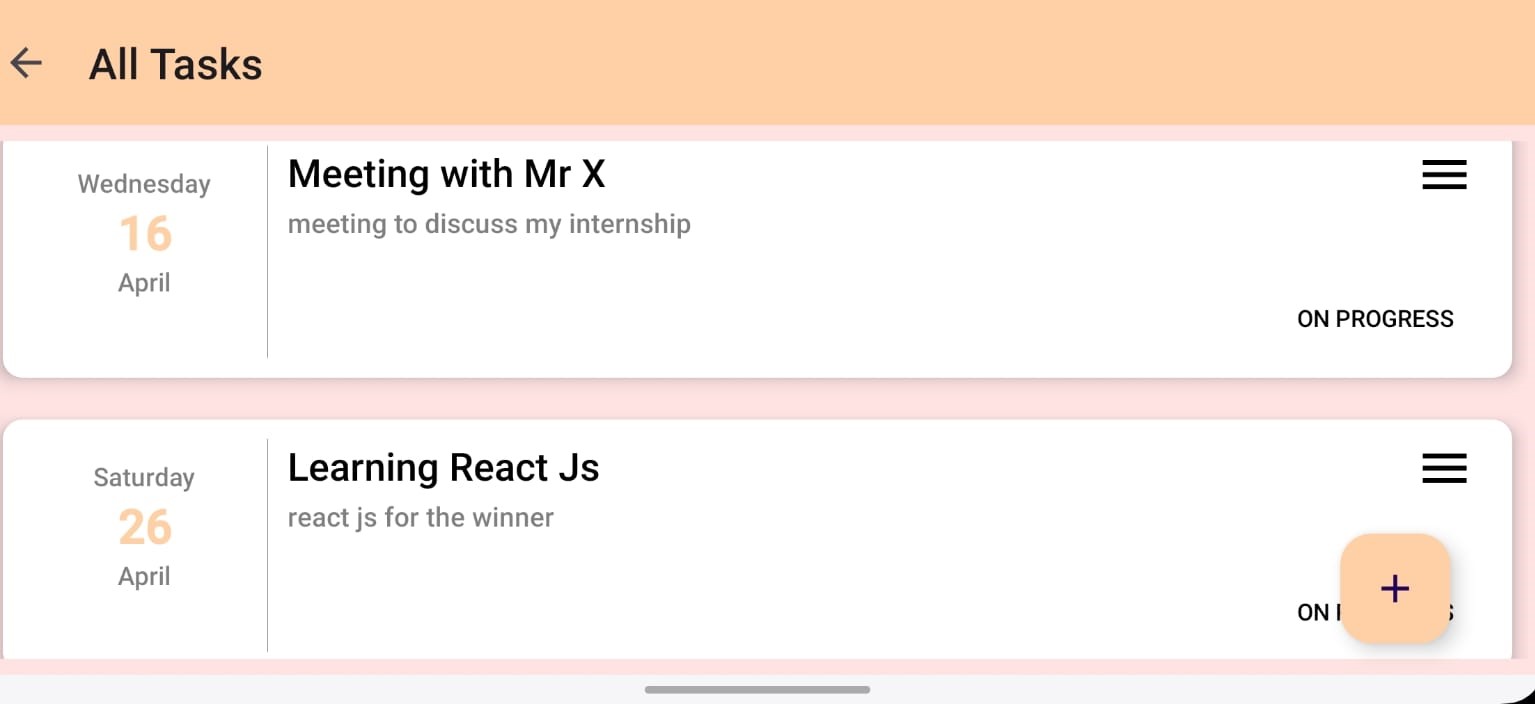 All Tasks
Wednesday
16
April
Meeting with Mr X
meeting to discuss my internship
ON PROGRESS
Saturday
26
April
Learning React Js
react js for the winner
ON
+